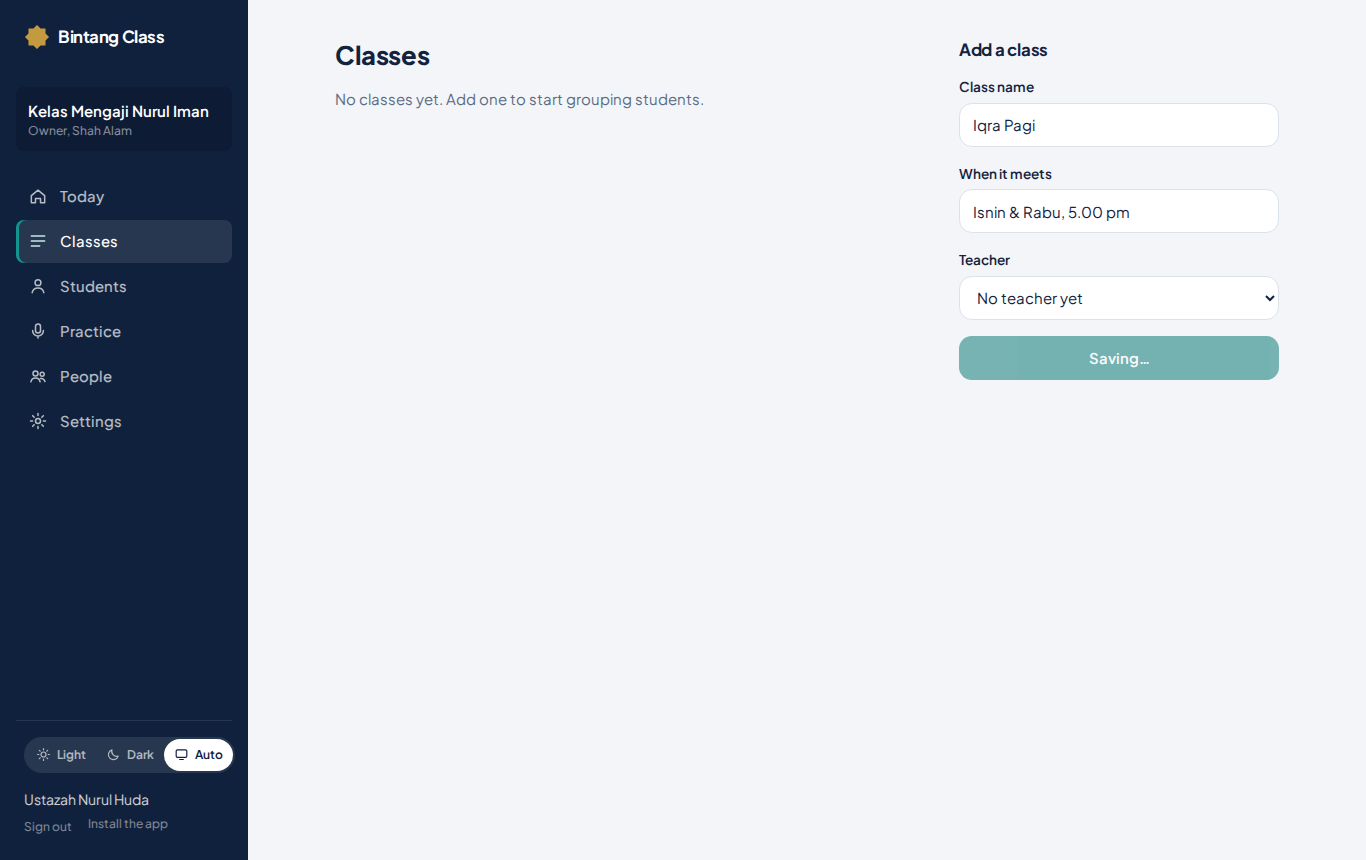 Bintang Class
Kelas Mengaji Nurul Iman
Owner, Shah Alam
Today
Classes
Students
Practice
People
Settings
Light Dark Auto
Ustazah Nurul Huda
Sign out Install the app
Classes
No classes yet. Add one to start grouping students.
Add a class
Class name
Iqra Pagi
When it meets
Isnin & Rabu, 5.00 pm
Teacher
No teacher yet
Saving…